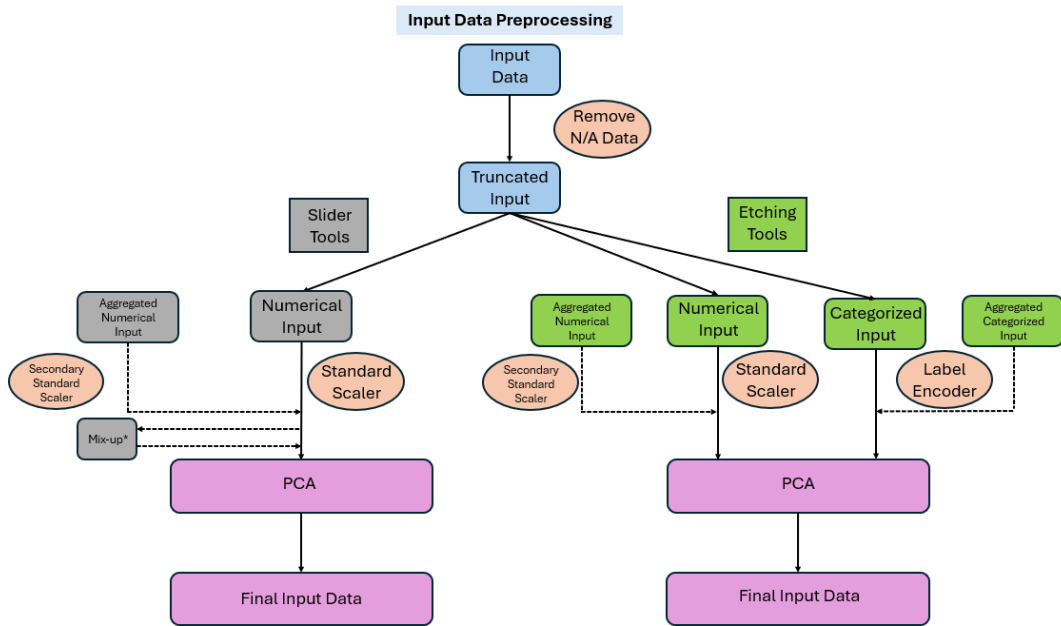 Input Data Preprocessing
Input
Data
Remove
N/A Data
Truncated
Input
Slider
Tools
Etching
Tools
Aggregated
Numerical
Input
Numerical
Input
Aggregated
Numerical
Input
Numerical
Input
Categorized
Input
Aggregated
Categorized
Input
Secondary
Standard
Scaler
Standard
Scaler
Secondary
Standard
Scaler
Standard
Scaler
Label
Encoder
Mix-up*
PCA
PCA
Final Input Data
Final Input Data